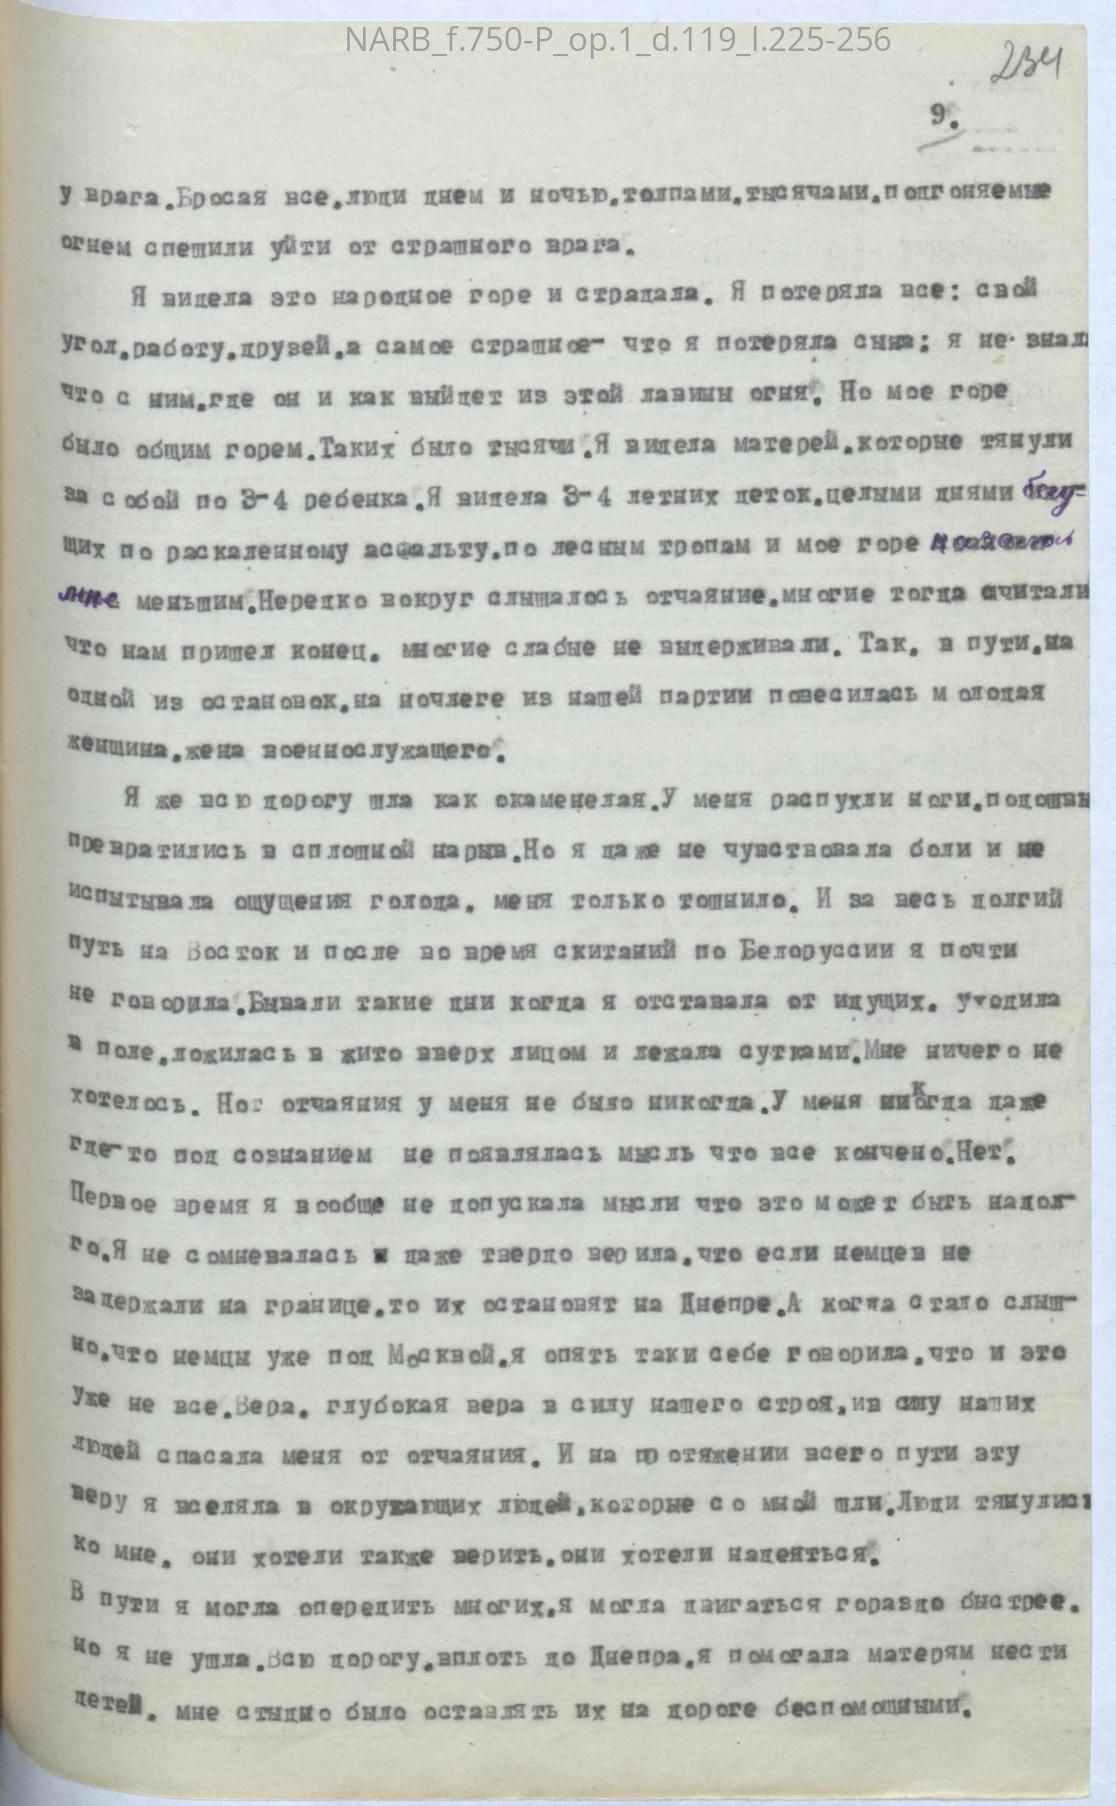 NARB_f.750-P_op.1_d.119_l.225-256
234
9.
у врага.Бросая все,люди днем и ночью,толпами,тысячами,подгоняемые
огнем спешили уйти от страшного врага.
Я видела это народное горе и страдала. Я потеряла все: свой
угол,работу,друзей,а самое страшное- что я потеряла сына; я не знал
что с ним,где он и как выйдет из этой лавины огня. Но мое горе
было общим горем.Таких было тысячи.Я видела матерей,которые тянули
за собой по 3-4 ребенка.Я видела 3-4 летних деток,целыми днями бегу-
щих по раскаленному асфальту,по лесным тропам и мое горе казалось
мне меньшим.Нередко вокруг слышалось отчаяние,многие тогда считали
что нам пришел конец, многие слабые не выдерживали. Так, в пути,на
одной из остановок,на ночлеге из нашей партии повесилась молодая
женщина,жена военнослужащего.
Я же всю дорогу шла как окаменелая.У меня распухли ноги,подошвы
превратились в сплошной нарыв.Но я даже не чувствовала боли и не
испытывала ощущения голода, меня только тошнило. И за весь долгий
путь на Восток и после во время скитаний по Белоруссии я почти
не говорила.Бывали такие дни когда я отставала от идущих, уходила
в поле,ложилась в жито вверх лицом и лежала сутками.Мне ничего не
хотелось. Но отчаяния у меня не было никогда.У меня никогда даже
где-то под сознанием не появлялась мысль что все кончено.Нет.
Первое время я вообще не допускала мысли что это может быть надол-
го.Я не сомневалась и даже твердо верила,что если немцев не
задержали на границе,то их остановят на Днепре.А когда стало слыш-
но,что немцы уже под Москвой,я опять таки себе говорила,что и это
уже не все.Вера, глубокая вера в силу нашего строя,ив силу наших
людей спасала меня от отчаяния. И на протяжении всего пути эту
веру я вселяла в окружающих людей,которые со мной шли.Люди тянулись
ко мне, они хотели также верить,они хотели надеяться.
В пути я могла опередить многих,я могла двигаться гораздо быстрее,
но я не ушла.Всю дорогу,вплоть до Днепра,я помогала матерям нести
детей, мне стыдно было оставлять их на дороге беспомощными.